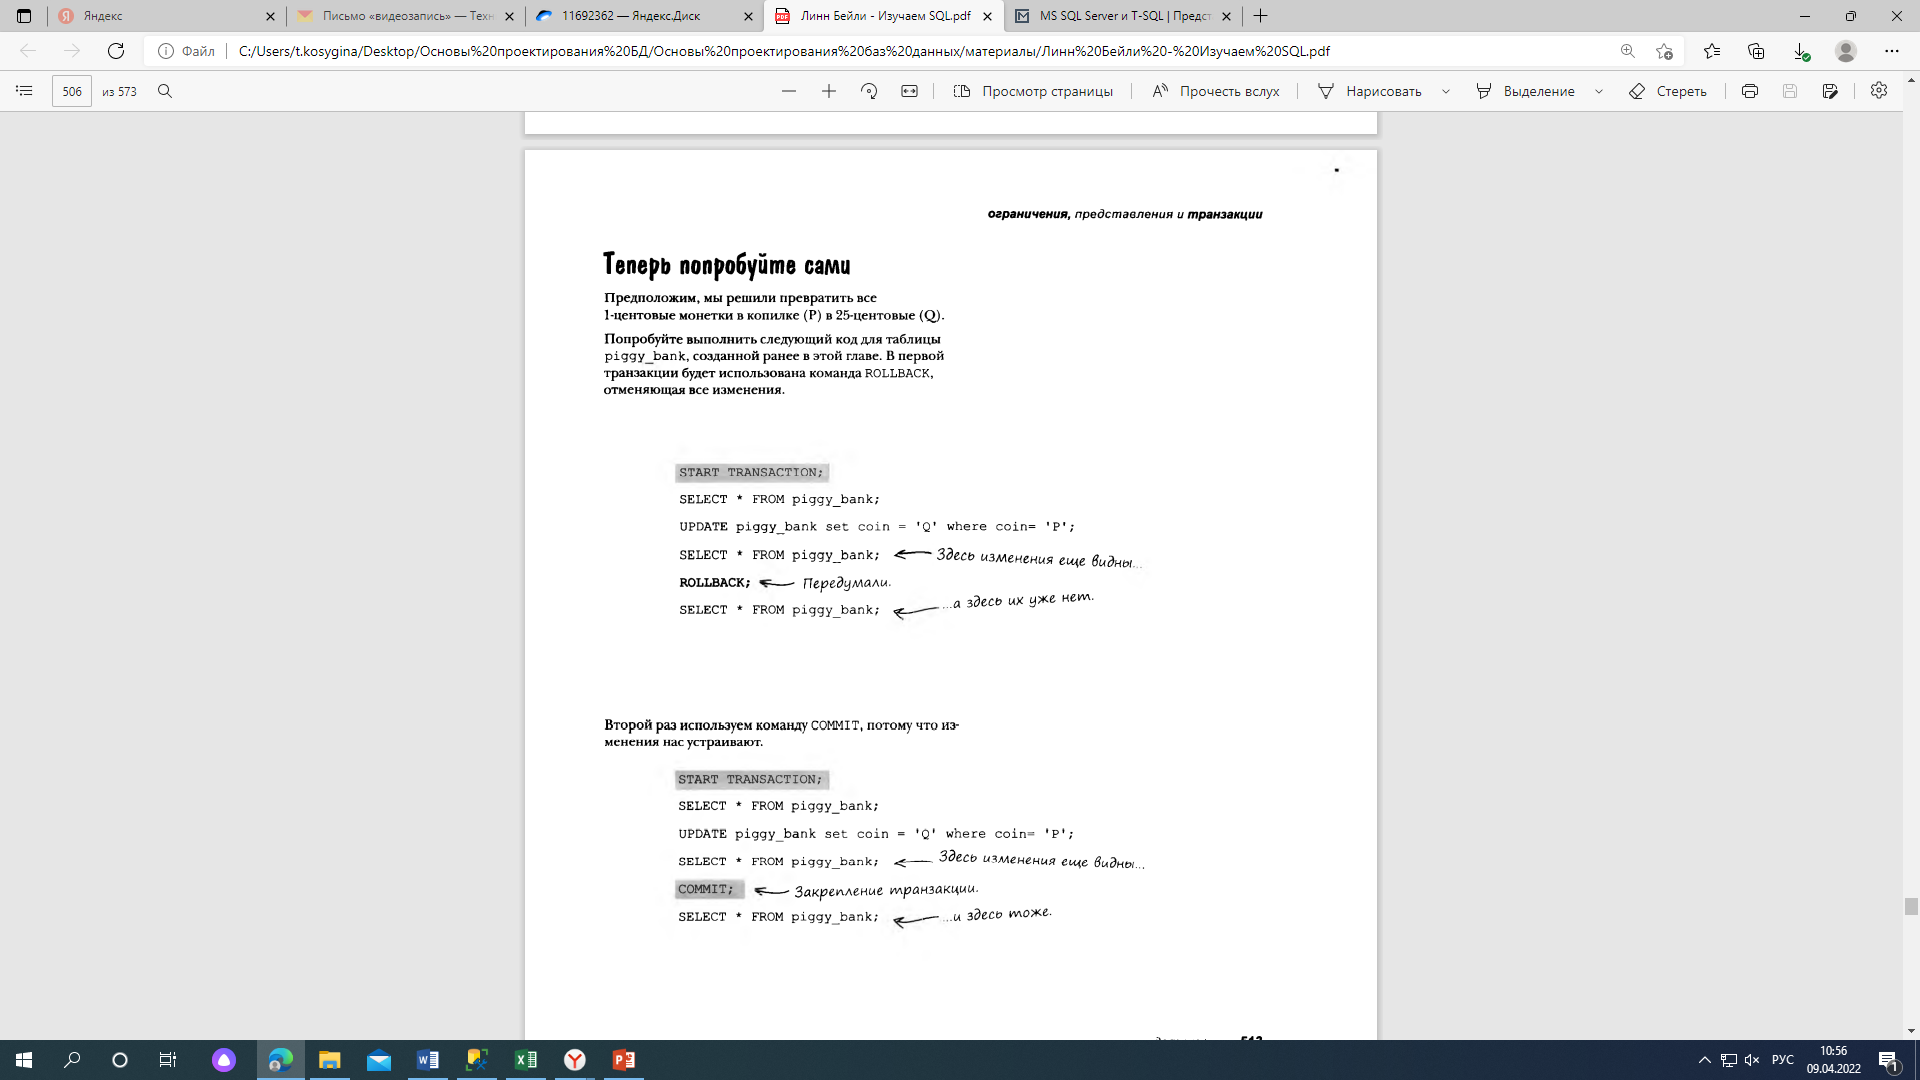 Яндекс
Письмо «видеозапись» — Техн
11692362 — Яндекс.Диск
Линн Бейли - Изучаем SQL.pdf
MS SQL Server и T-SQL | Предст
Файл
C:/Users/t.kosygina/Desktop/Основы%20проектирования%20БД/Основы%20проектирования%20баз%20данных/материалы/Линн%20Бейли%20-%20Изучаем%20SQL.pdf
506 из 573
Просмотр страницы
Прочесть вслух
Нарисовать
Выделение
Стереть
ограничения, представления и транзакции
Теперь попробуйте сами
Предположим, мы решили превратить все
1-центовые монетки в копилке (P) в 25-центовые (Q).
Попробуйте выполнить следующий код для таблицы
piggy_bank, созданной ранее в этой главе. В первой
транзакции будет использована команда ROLLBACK,
отменяющая все изменения.
START TRANSACTION;
SELECT * FROM piggy_bank;
UPDATE piggy_bank set coin = 'Q' where coin= 'P';
SELECT * FROM piggy_bank; Здесь изменения еще видны...
ROLLBACK; Передумали.
SELECT * FROM piggy_bank; ...а здесь их уже нет.
Второй раз используем команду COMMIT, потому что из-
менения нас устраивают.
START TRANSACTION;
SELECT * FROM piggy_bank;
UPDATE piggy_bank set coin = 'Q' where coin= 'P';
SELECT * FROM piggy_bank; Здесь изменения еще видны...
COMMIT; Закрепление транзакции.
SELECT * FROM piggy_bank; ...и здесь тоже.
РУС
10:56
09.04.2022
1